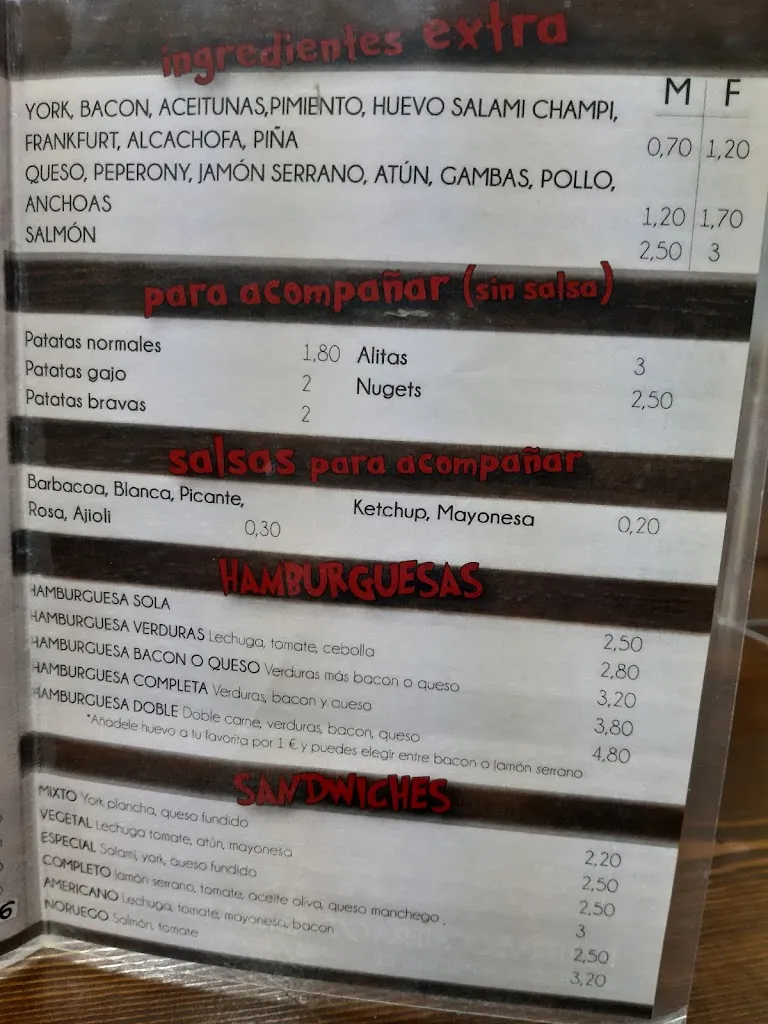 ingredientes extra
M F
YORK, BACON, ACEITUNAS,PIMIENTO, HUEVO SALAMI CHAMPI,
FRANKFURT, ALCACHOFA, PIÑA 0,70 1,20
QUESO, PEPERONY, JAMÓN SERRANO, ATÚN, GAMBAS, POLLO,
ANCHOAS 1,20 1,70
SALMÓN 2,50 3
para acompañar (sin salsa)
Patatas normales 1,80 Alitas 3
Patatas gajo 2 Nugets 2,50
Patatas bravas 2
salsas para acompañar
Barbacoa, Blanca, Picante,
Rosa, Ajioli 0,30 Ketchup, Mayonesa 0,20
HAMBURGUESAS
HAMBURGUESA SOLA 2,50
HAMBURGUESA VERDURAS Lechuga, tomate, cebolla 2,80
HAMBURGUESA BACON O QUESO Verduras más bacon o queso 3,20
HAMBURGUESA COMPLETA Verduras, bacon y queso 3,80
HAMBURGUESA DOBLE Doble carne, verduras, bacon, queso 4,80
*Añadele huevo a tu favorita por 1 € y puedes elegir entre bacon o Jamón serrano
SANDWICHES
MIXTO York plancha, queso fundido 2,20
VEGETAL Lechuga tomate, atún, mayonesa 2,50
ESPECIAL Salami, york, queso fundido 2,50
COMPLETO Jamón serrano, tomate, aceite oliva, queso manchego . 3
AMERICANO Lechuga, tomate, mayonesa, bacon 2,50
NORUEGO Salmón, tomate 3,20
6